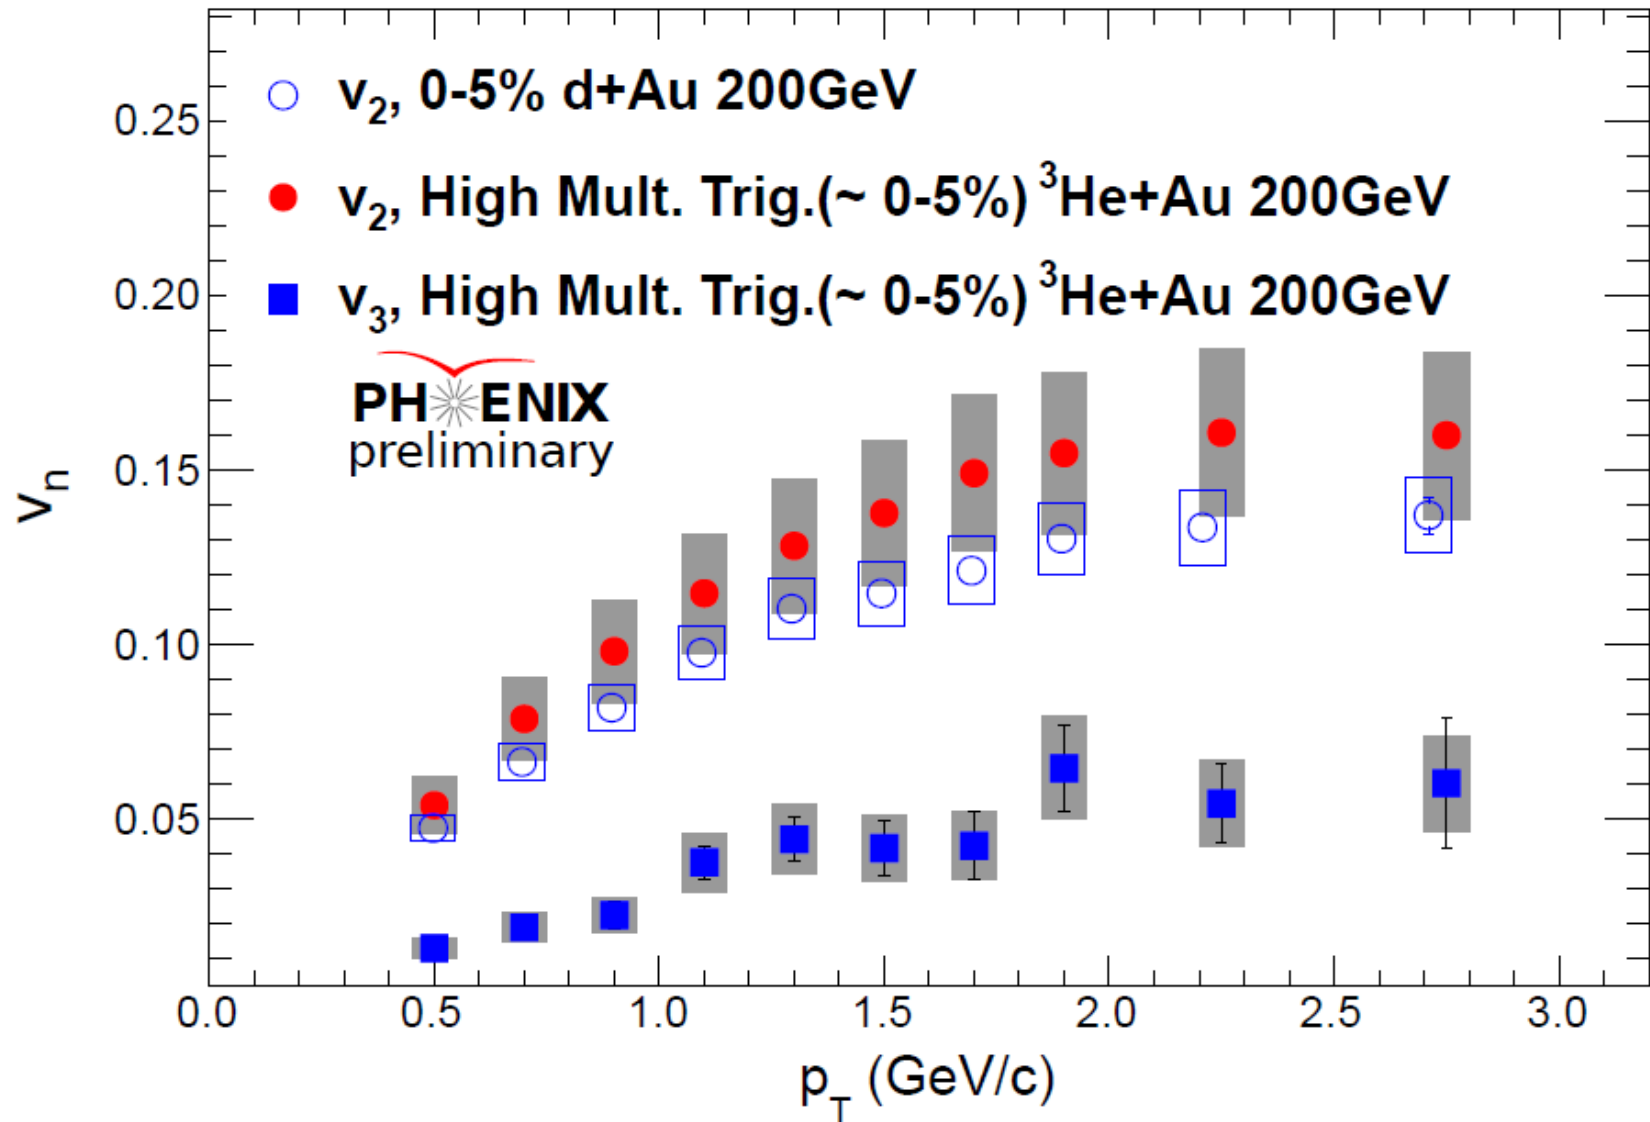 v2, 0-5% d+Au 200GeV
v2, High Mult. Trig.(~ 0-5%) 3He+Au 200GeV
v3, High Mult. Trig.(~ 0-5%) 3He+Au 200GeV
PHENIX
preliminary
0.25
0.20
0.15
0.10
0.05
vn
0.0 0.5 1.0 1.5 2.0 2.5 3.0
pT (GeV/c)